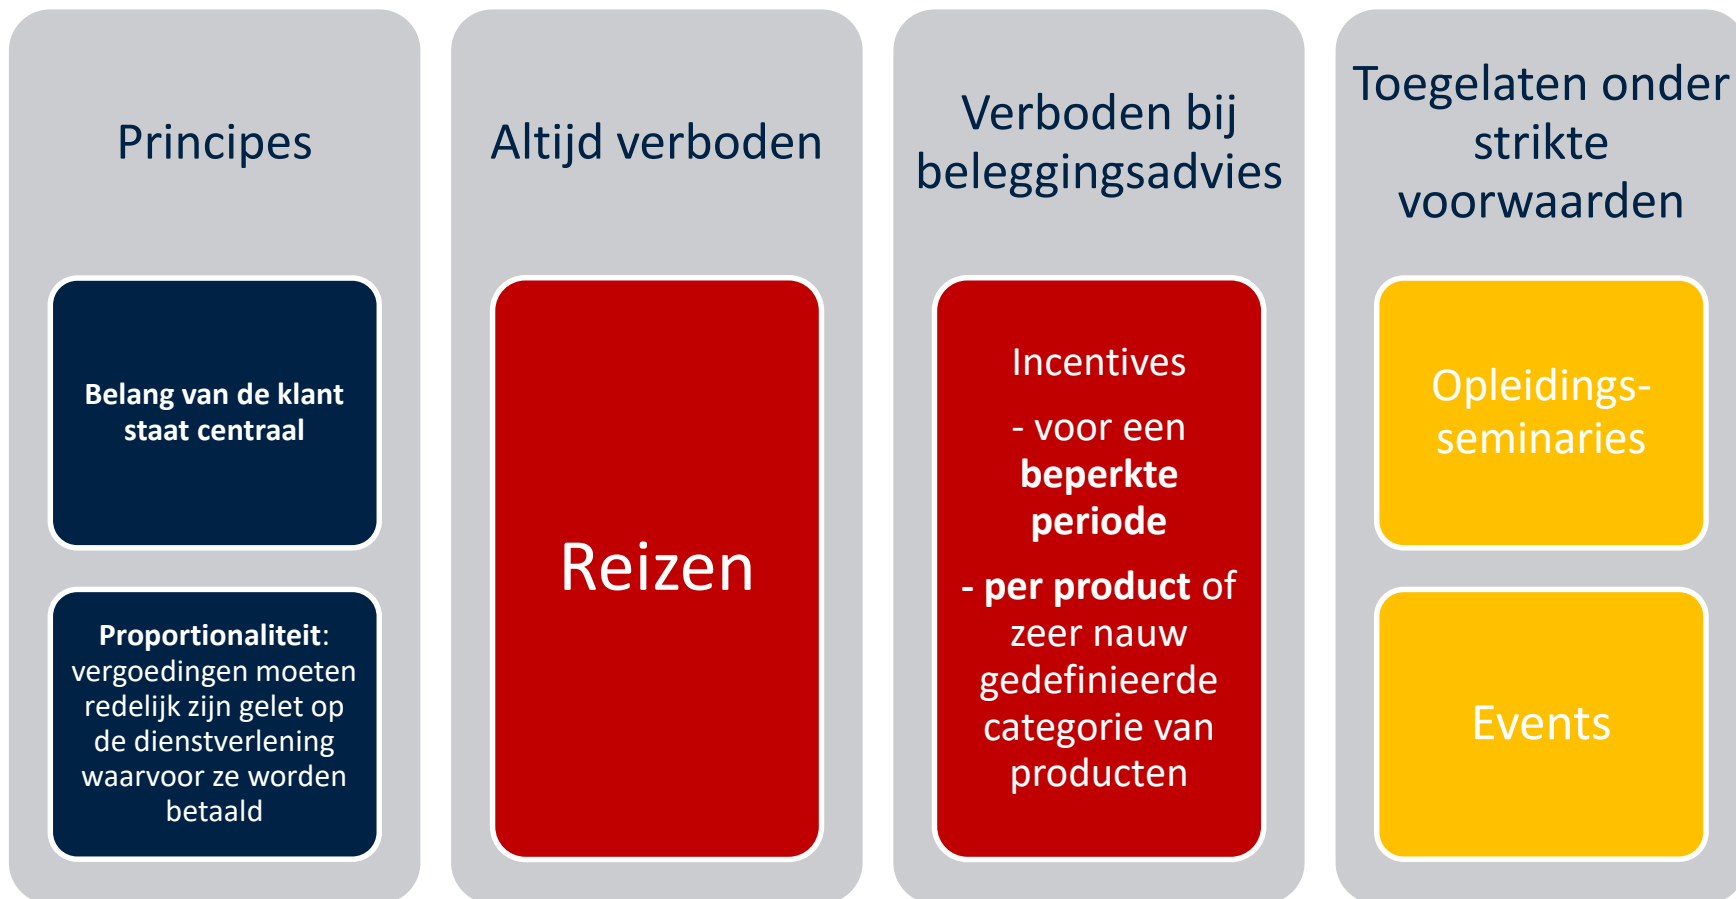 Principes
Belang van de klant
staat centraal
Proportionaliteit:
vergoedingen moeten
redelijk zijn gelet op
de dienstverlening
waarvoor ze worden
betaald
Altijd verboden
Reizen
Verboden bij
beleggingsadvies
Incentives
- voor een
beperkte
periode
- per product of
zeer nauw
gedefinieerde
categorie van
producten
Toegelaten onder
strikte
voorwaarden
Opleidings-
seminaries
Events